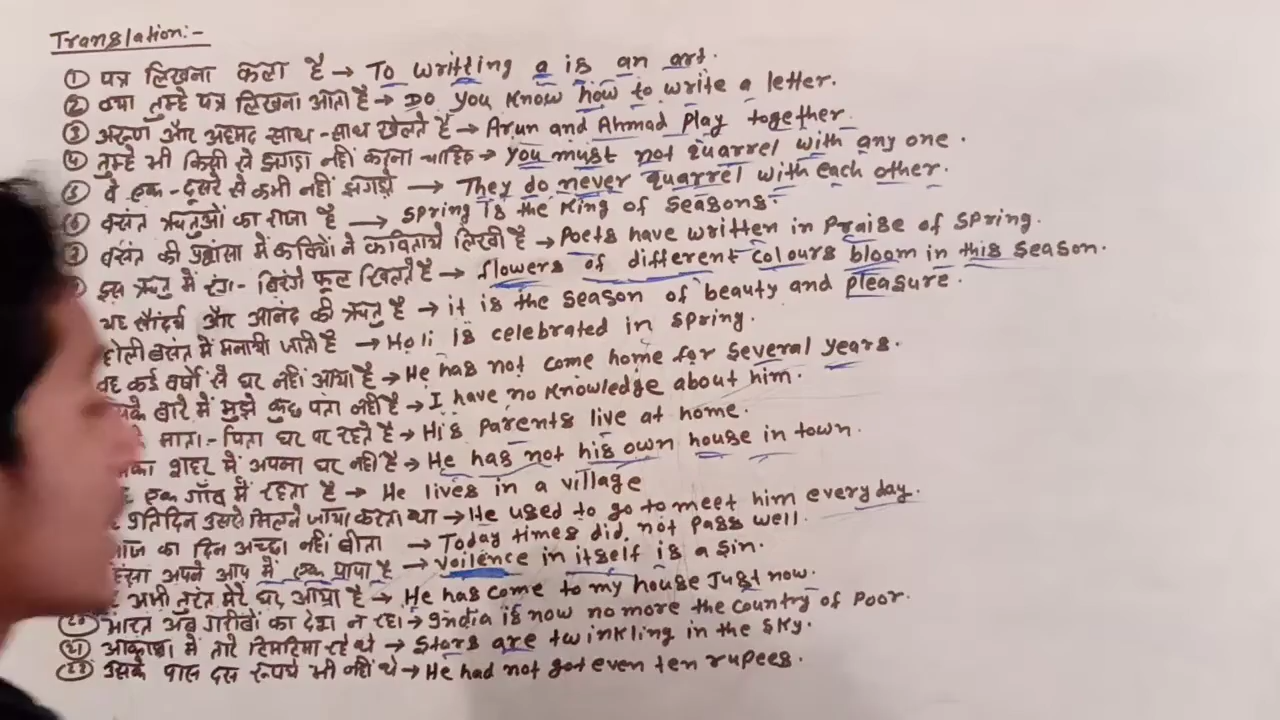 Translation:-
① पत्र लिखना कला है → To writting a is an art.
② क्या तुम्हे पत्र लिखना आता है → Do you know how to write a letter.
③ अरुण और अहमद साथ-साथ खेलते है → Arun and Ahmad play together.
④ तुम्हे भी किसी से झगड़ा नहीं करना चाहिए → you must not quarrel with any one.
⑤ वे एक-दूसरे से कभी नहीं झगड़ते → They do never quarrel with each other.
⑥ वसंत ऋतुओं का राजा है → Spring is the King of seasons.
वसंत की प्रशंसा में कवियों ने कवितायें लिखी है → Poets have written in Praise of spring.
इस ऋतु में रंग-बिरंगे फूल खिलते है → flowers of different colours bloom in this season.
यह सौंदर्य और आनंद की ऋतु है → it is the season of beauty and pleasure.
होली बसंत में मनायी जाती है → Holi is celebrated in spring.
वह कई वर्षो से घर नहीं आया है → He has not come home for several years.
के बारे में मुझे कुछ पता नहीं है → I have no knowledge about him.
माता-पिता घर पर रहते है → His parents live at home.
शहर में अपना घर नहीं है → He has not his own house in town.
एक गाँव में रहता है → He lives in a village
प्रतिदिन उससे मिलने जाया करता था → He used to go to meet him every day.
का दिन अच्छा नहीं बीता → Today times did not pass well.
अपने आप में एक पाप है → voilence in itself is a sin.
अभी तुरंत मेरे घर आया है → He has come to my house Just now.
⑳ भारत अब गरीबों का देश न रहा → India is now no more the country of Poor.
㉑ आकाश में तारे टिमटिमा रहे थे → Stars are twinkling in the sky.
उसके पास दस रूपये भी नहीं थे → He had not got even ten rupees.